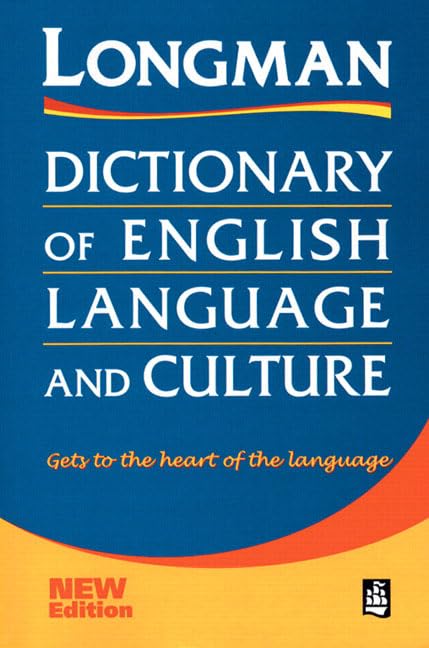 LONGMAN
DICTIONARY
OF ENGLISH
LANGUAGE
AND CULTURE
Gets to the heart of the language
NEW
Edition